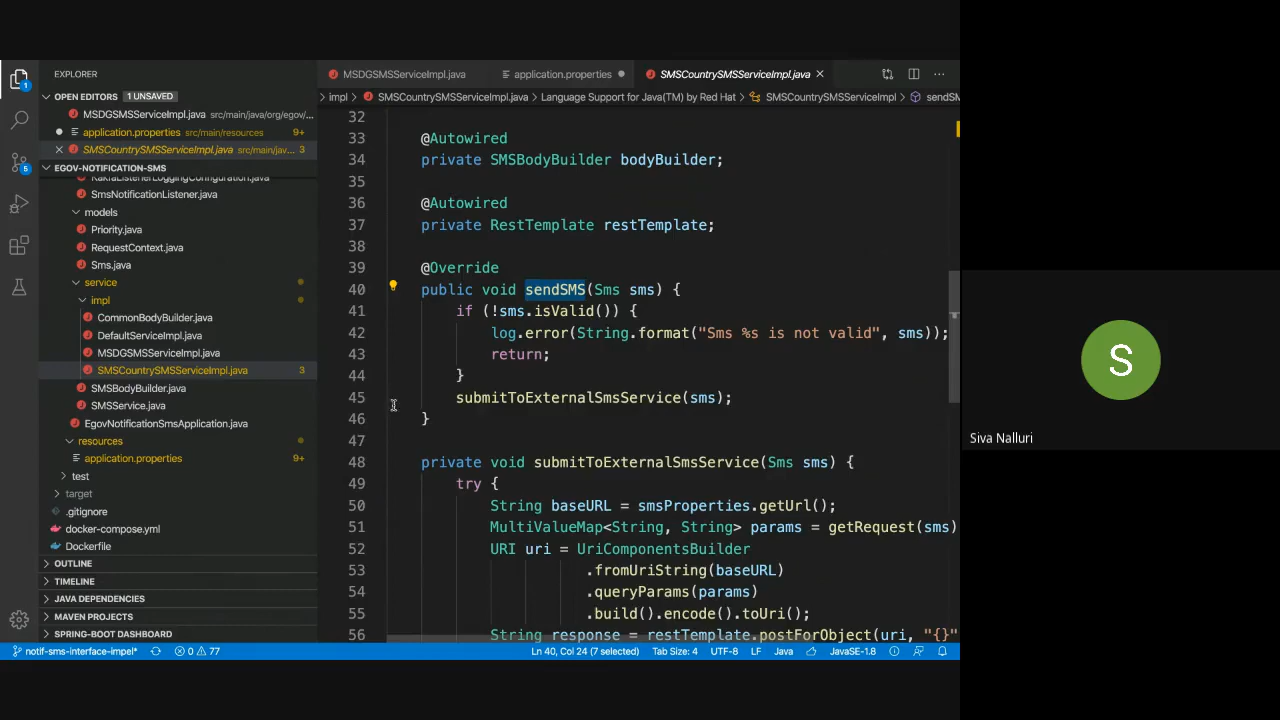 EXPLORER
OPEN EDITORS 1 UNSAVED
MSDGSMSServiceImpl.java src/main/java/org/egov/...
application.properties src/main/resources 9+
SMSCountrySMSServiceImpl.java src/main/jav... 3
EGOV-NOTIFICATION-SMS
KafkaListenerLoggingConfiguration.java
SmsNotificationListener.java
models
Priority.java
RequestContext.java
Sms.java
service
impl
CommonBodyBuilder.java
DefaultServiceImpl.java
MSDGSMSServiceImpl.java
SMSCountrySMSServiceImpl.java 3
SMSBodyBuilder.java
SMSService.java
EgovNotificationSmsApplication.java
resources
application.properties 9+
test
target
.gitignore
docker-compose.yml
Dockerfile
OUTLINE
TIMELINE
JAVA DEPENDENCIES
MAVEN PROJECTS
SPRING-BOOT DASHBOARD
1
5
MSDGSMSServiceImpl.java application.properties SMSCountrySMSServiceImpl.java
impl SMSCountrySMSServiceImpl.java Language Support for Java(TM) by Red Hat SMSCountrySMSServiceImpl sendSM
32
33 @Autowired
34 private SMSBodyBuilder bodyBuilder;
35
36 @Autowired
37 private RestTemplate restTemplate;
38
39 @Override
40 public void sendSMS(Sms sms) {
41 if (!sms.isValid()) {
42 log.error(String.format("Sms %s is not valid", sms));
43 return;
44 }
45 submitToExternalSmsService(sms);
46 }
47
48 private void submitToExternalSmsService(Sms sms) {
49 try {
50 String baseURL = smsProperties.getUrl();
51 MultiValueMap<String, String> params = getRequest(sms)
52 URI uri = UriComponentsBuilder
53 .fromUriString(baseURL)
54 .queryParams(params)
55 .build().encode().toUri();
56 String response = restTemplate.postForObject(uri, "{}"
notif-sms-interface-impel* 0 77 Ln 40, Col 24 (7 selected) Tab Size: 4 UTF-8 LF Java JavaSE-1.8
S
Siva Nalluri